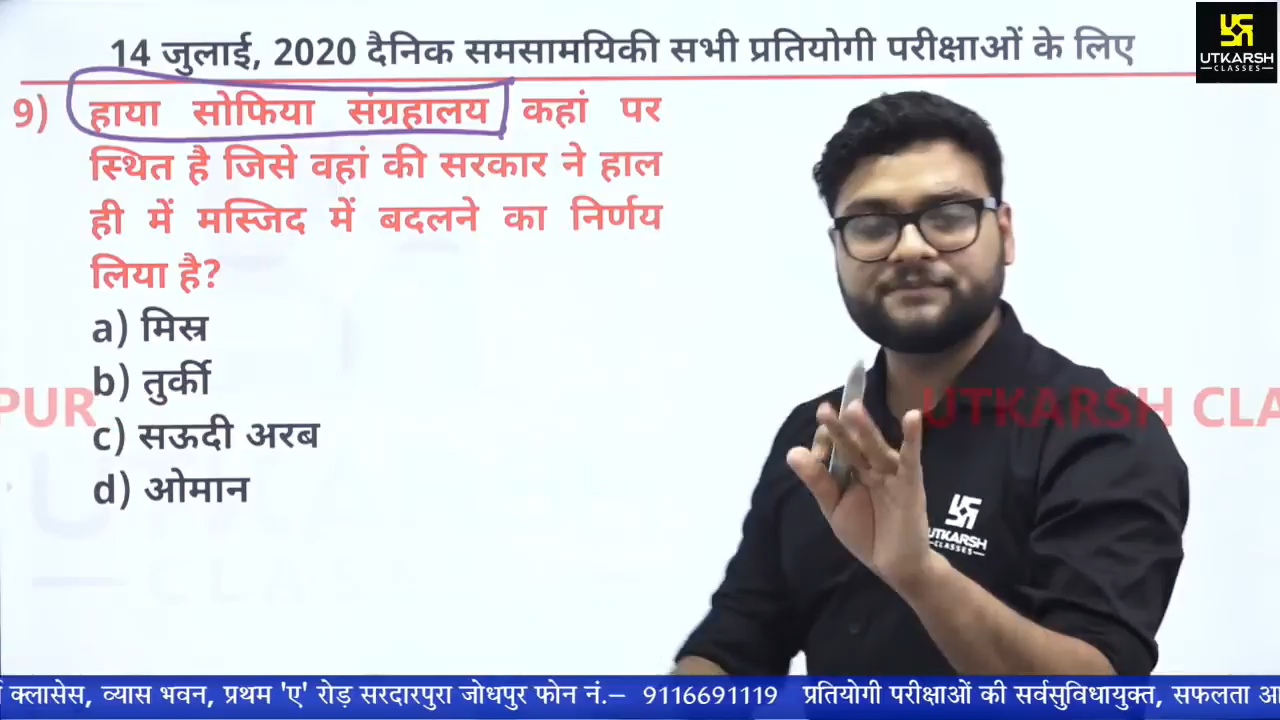 14 जुलाई, 2020 दैनिक समसामयिकी सभी प्रतियोगी परीक्षाओं के लिए
UTKARSH
CLASSES
9) हाया सोफिया संग्रहालय कहां पर
स्थित है जिसे वहां की सरकार ने हाल
ही में मस्जिद में बदलने का निर्णय
लिया है?
a) मिस्र
b) तुर्की
c) सऊदी अरब
d) ओमान
PUR
UTKARSH CLA
UTKARSH
CLASSES
क्लासेस, व्यास भवन, प्रथम 'ए' रोड़ सरदारपुरा जोधपुर फोन नं.– 9116691119 प्रतियोगी परीक्षाओं की सर्वसुविधायुक्त, सफलता